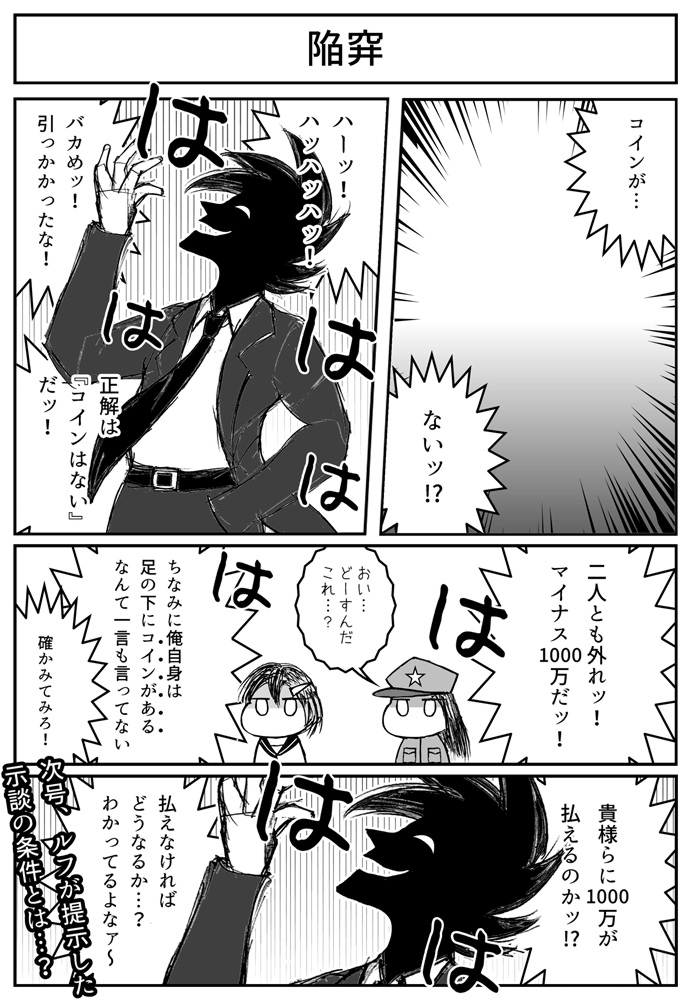 陥穽
コインが…
ないッ!?
ハーッ!
ハッハッハッ!
は
は
は
は
バカめッ!
引っかかったな!
正解は
『コインはない』
だッ!
二人とも外れッ!
マイナス
1000
万だッ!
は
おい…
どーすんだ
これ…?
は
ちなみに俺自身は
足の下にコインがある
なんて一言も言ってない
確かみてみろ!
貴様らに1000万が
払えるのかッ!?
は
は
払えなければ
どうなるか…?
わかってるよなァ〜
次号、ルフが提示した
示談の条件とは…?